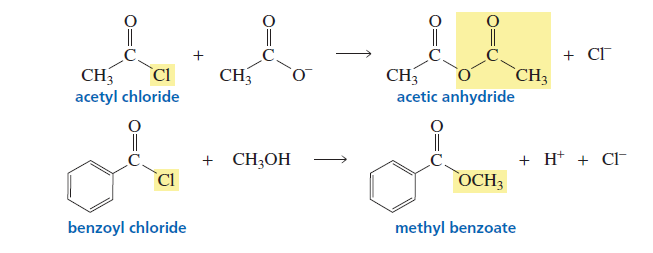 O O O O
C + C → C C + Cl⁻
CH₃ Cl CH₃ O⁻ CH₃ O CH₃
acetyl chloride acetic anhydride
O O
C + CH₃OH → C + H⁺ + Cl⁻
Cl OCH₃
benzoyl chloride methyl benzoate